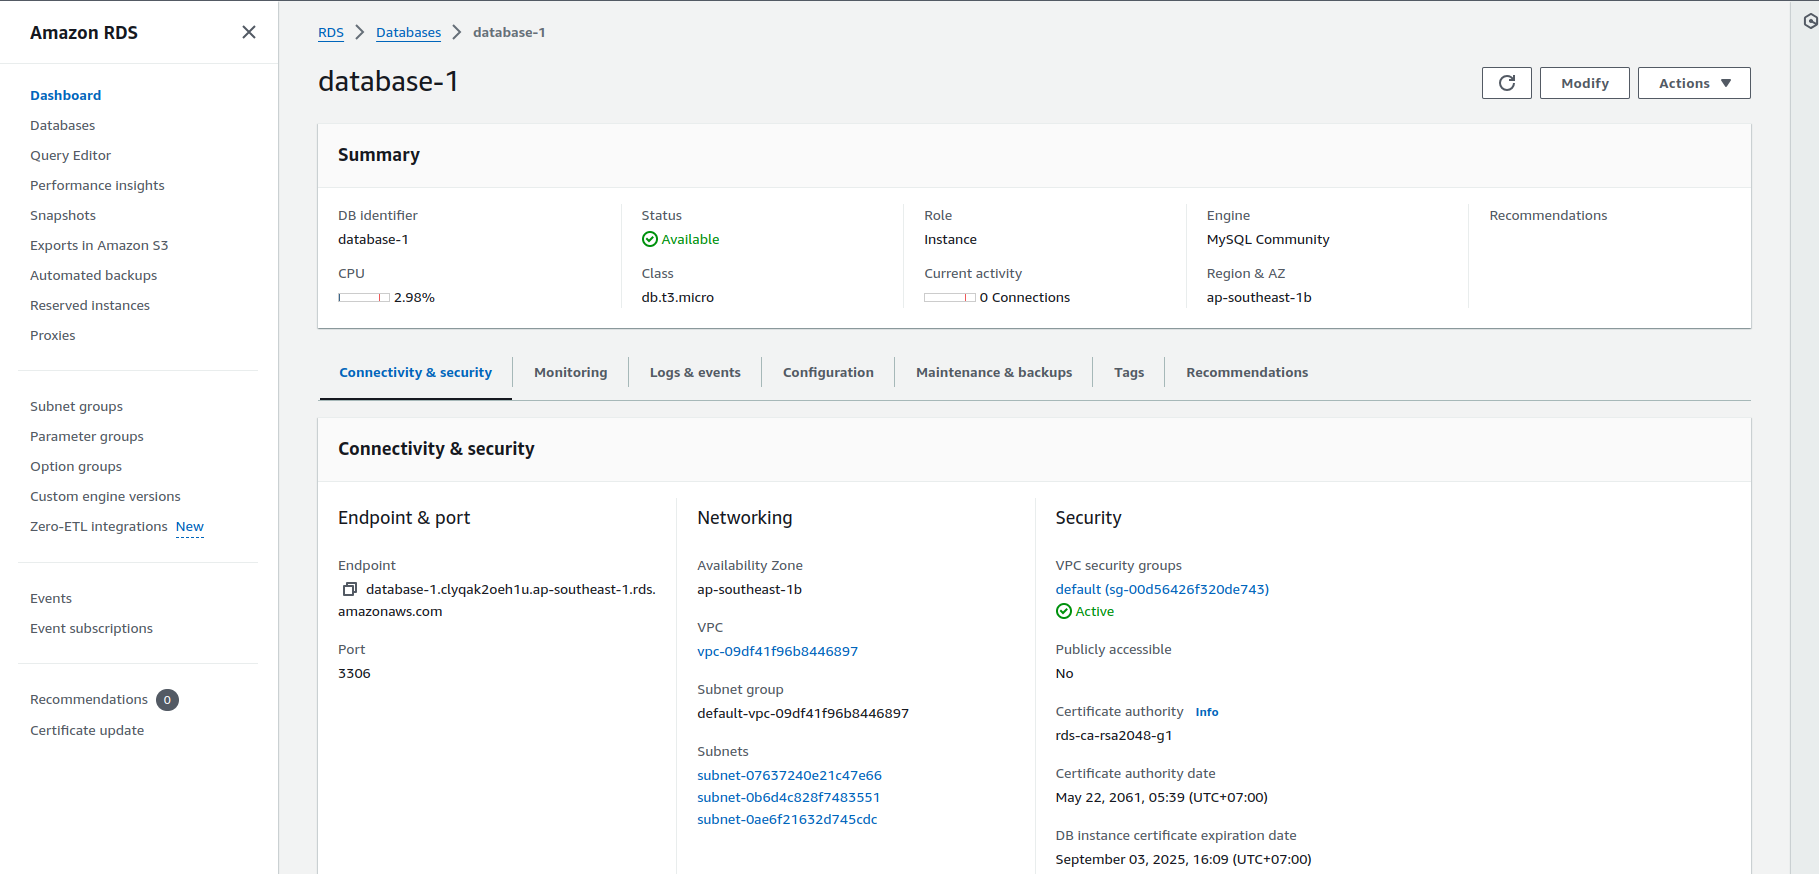 Amazon RDS
Dashboard
Databases
Query Editor
Performance insights
Snapshots
Exports in Amazon S3
Automated backups
Reserved instances
Proxies
Subnet groups
Parameter groups
Option groups
Custom engine versions
Zero-ETL integrations New
Events
Event subscriptions
Recommendations 0
Certificate update
RDS > Databases > database-1
database-1
Modify
Actions
Summary
DB identifier
database-1
CPU
2.98%
Status
Available
Class
db.t3.micro
Role
Instance
Current activity
0 Connections
Engine
MySQL Community
Region & AZ
ap-southeast-1b
Recommendations
Connectivity & security
Monitoring
Logs & events
Configuration
Maintenance & backups
Tags
Recommendations
Connectivity & security
Endpoint & port
Endpoint
database-1.clyqak2oeh1u.ap-southeast-1.rds.
amazonaws.com
Port
3306
Networking
Availability Zone
ap-southeast-1b
VPC
vpc-09df41f96b8446897
Subnet group
default-vpc-09df41f96b8446897
Subnets
subnet-07637240e21c47e66
subnet-0b6d4c828f7483551
subnet-0ae6f21632d745cdc
Security
VPC security groups
default (sg-00d56426f320de743)
Active
Publicly accessible
No
Certificate authority Info
rds-ca-rsa2048-g1
Certificate authority date
May 22, 2061, 05:39 (UTC+07:00)
DB instance certificate expiration date
September 03, 2025, 16:09 (UTC+07:00)